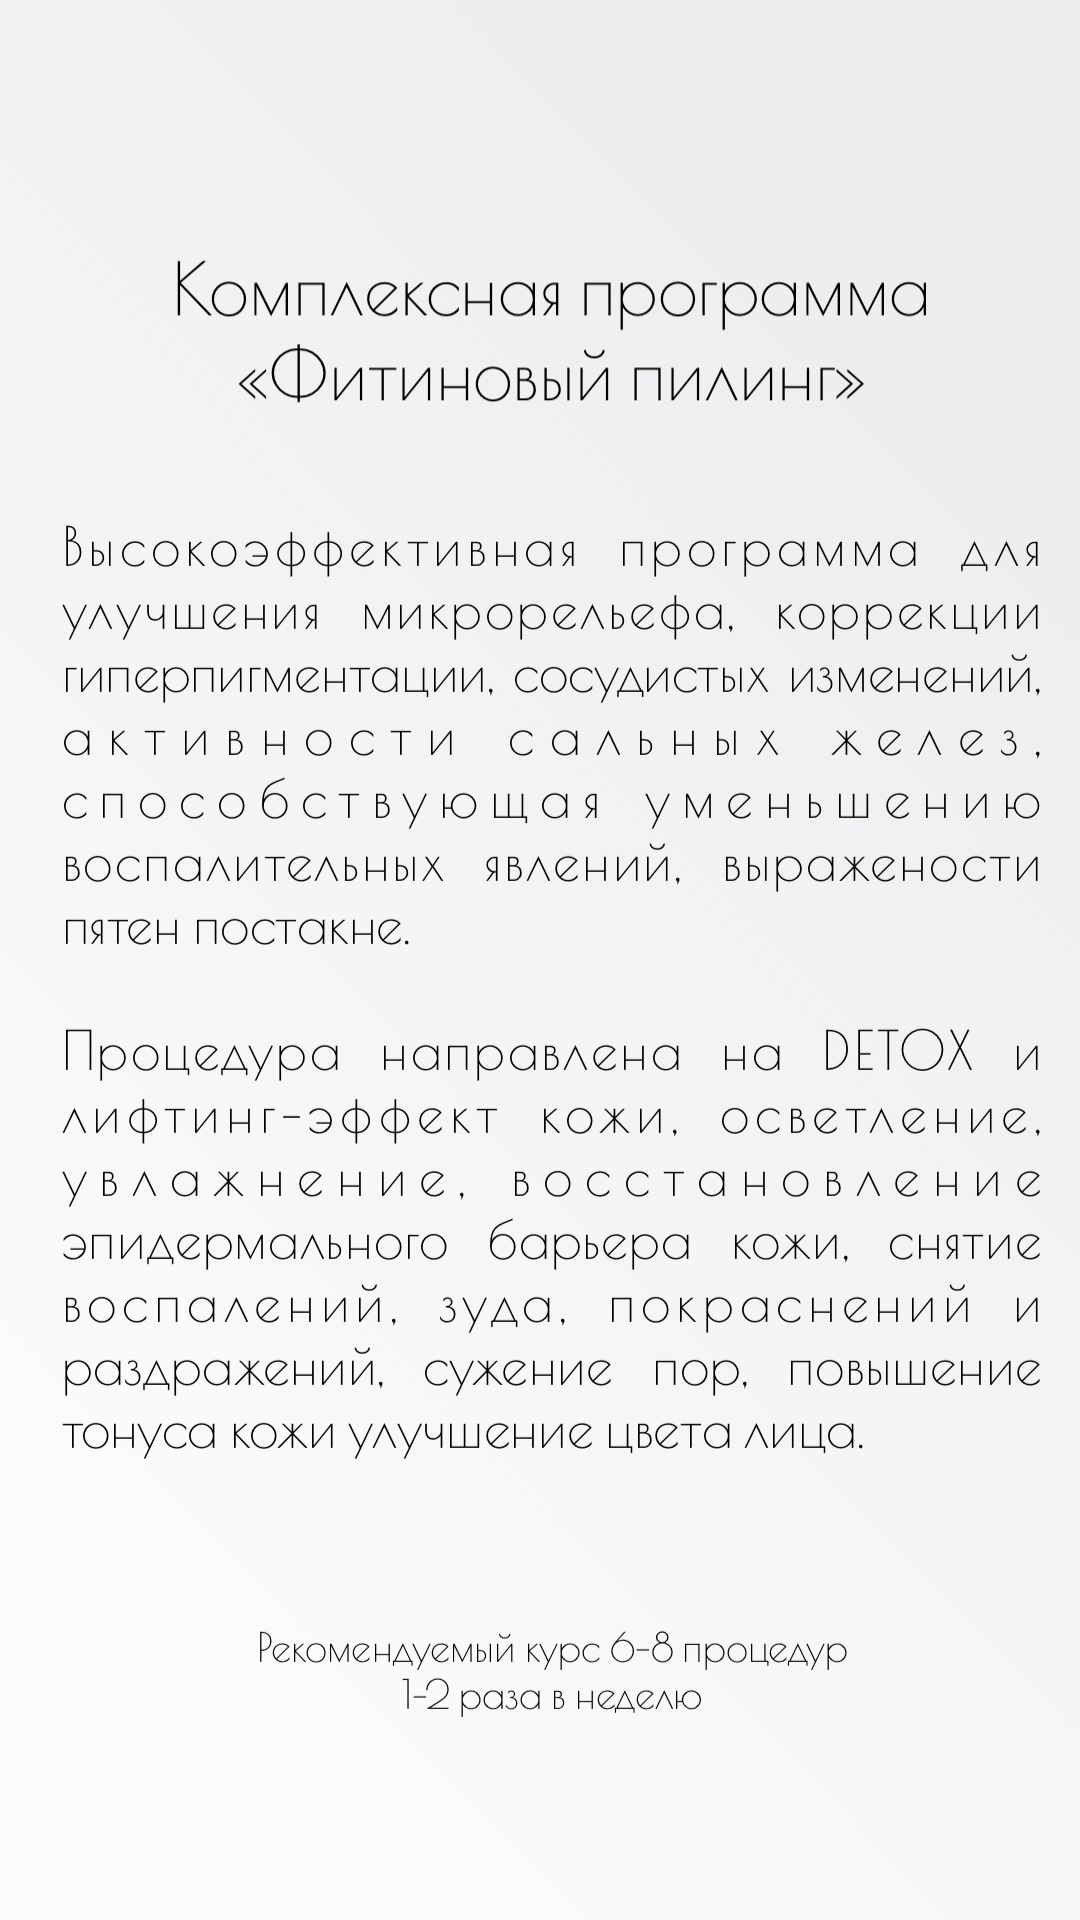 Комплексная программа
«Фитиновый пилинг»
Высокоэффективная программа для
улучшения микрорельефа, коррекции
гиперпигментации, сосудистых изменений,
активности сальных желез,
способствующая уменьшению
воспалительных явлений, выражености
пятен постакне.
Процедура направлена на DETOX и
лифтинг-эффект кожи, осветление,
увлажнение, восстановление
эпидермального барьера кожи, снятие
воспалений, зуда, покраснений и
раздражений, сужение пор, повышение
тонуса кожи улучшение цвета лица.
Рекомендуемый курс 6-8 процедур
1-2 раза в неделю